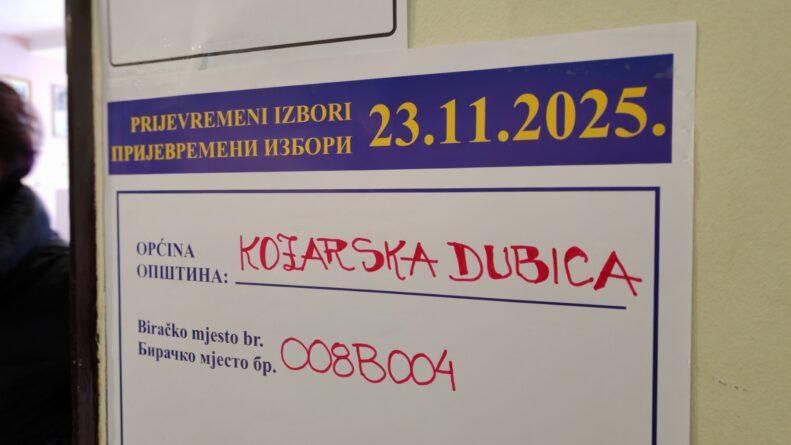 PRIJEVREMENI IZBORI
ПРИЈЕВРЕМЕНИ ИЗБОРИ
23.11.2025.
OPĆINA
ОПШТИНА:
KOZARSKA DUBICA
Biračko mjesto br.
Бирачко мјесто бр.
008B004